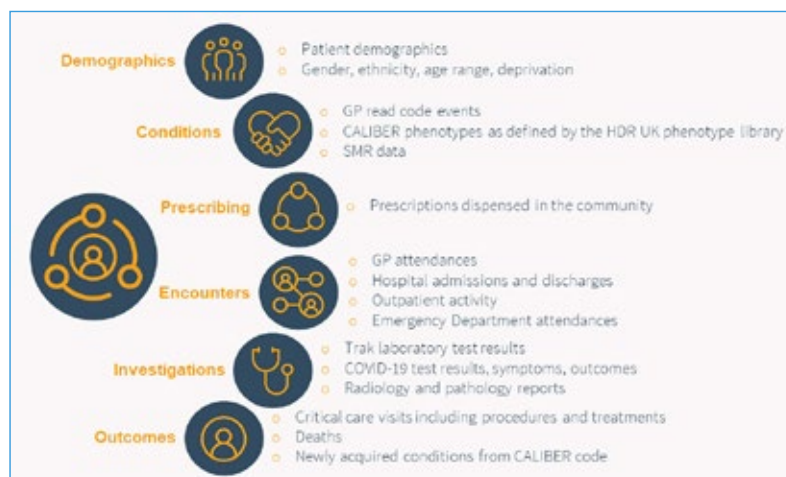 Demographics
Patient demographics
Gender, ethnicity, age range, deprivation
Conditions
GP read code events
CALIBER phenotypes as defined by the HDR UK phenotype library
SMR data
Prescribing
Prescriptions dispensed in the community
Encounters
GP attendances
Hospital admissions and discharges
Outpatient activity
Emergency Department attendances
Investigations
Trak laboratory test results
COVID-19 test results, symptoms, outcomes
Radiology and pathology reports
Outcomes
Critical care visits including procedures and treatments
Deaths
Newly acquired conditions from CALIBER code